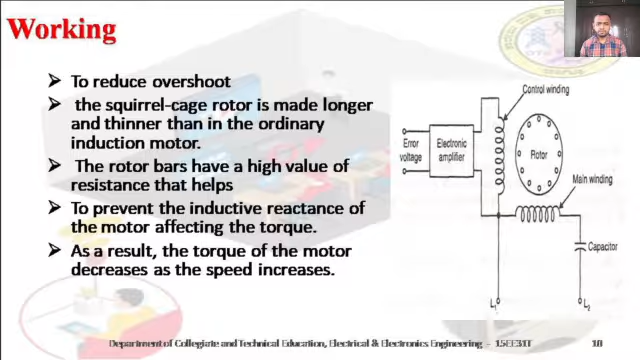 Working
➤ To reduce overshoot
➤ the squirrel-cage rotor is made longer
and thinner than in the ordinary
induction motor.
➤ The rotor bars have a high value of
resistance that helps
➤ To prevent the inductive reactance of
the motor affecting the torque.
➤ As a result, the torque of the motor
decreases as the speed increases.
Control winding
Error
voltage
Electronic
amplifier
Rotor
Main winding
Capacitor
L₁
L₂
Department of Collegiate and Technical Education, Electrical & Electronics Engineering - 15EE34T
10